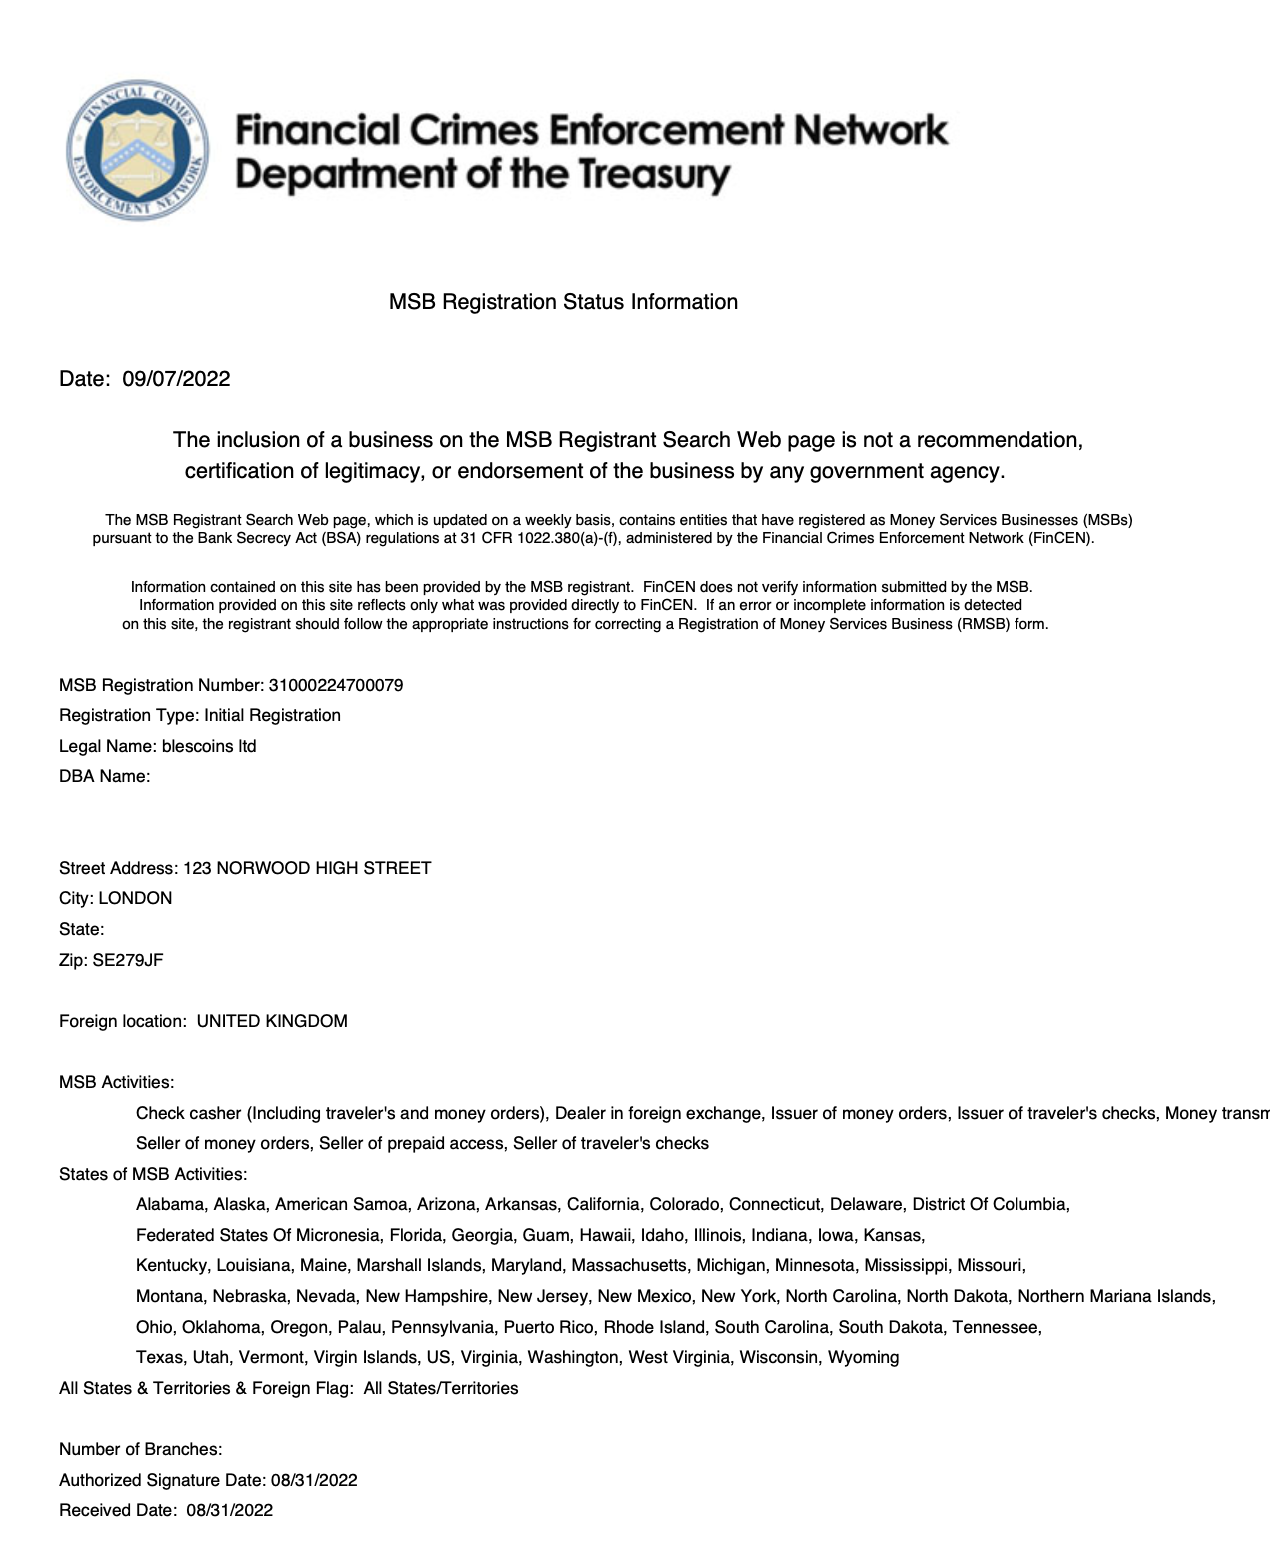 FINANCIAL CRIMES
ENFORCEMENT NETWORK
Financial Crimes Enforcement Network
Department of the Treasury
MSB Registration Status Information
Date: 09/07/2022
The inclusion of a business on the MSB Registrant Search Web page is not a recommendation,
certification of legitimacy, or endorsement of the business by any government agency.
The MSB Registrant Search Web page, which is updated on a weekly basis, contains entities that have registered as Money Services Businesses (MSBs)
pursuant to the Bank Secrecy Act (BSA) regulations at 31 CFR 1022.380(a)-(f), administered by the Financial Crimes Enforcement Network (FinCEN).
Information contained on this site has been provided by the MSB registrant. FinCEN does not verify information submitted by the MSB.
Information provided on this site reflects only what was provided directly to FinCEN. If an error or incomplete information is detected
on this site, the registrant should follow the appropriate instructions for correcting a Registration of Money Services Business (RMSB) form.
MSB Registration Number: 31000224700079
Registration Type: Initial Registration
Legal Name: blescoins ltd
DBA Name:
Street Address: 123 NORWOOD HIGH STREET
City: LONDON
State:
Zip: SE279JF
Foreign location: UNITED KINGDOM
MSB Activities:
Check casher (Including traveler's and money orders), Dealer in foreign exchange, Issuer of money orders, Issuer of traveler's checks, Money transm
Seller of money orders, Seller of prepaid access, Seller of traveler's checks
States of MSB Activities:
Alabama, Alaska, American Samoa, Arizona, Arkansas, California, Colorado, Connecticut, Delaware, District Of Columbia,
Federated States Of Micronesia, Florida, Georgia, Guam, Hawaii, Idaho, Illinois, Indiana, Iowa, Kansas,
Kentucky, Louisiana, Maine, Marshall Islands, Maryland, Massachusetts, Michigan, Minnesota, Mississippi, Missouri,
Montana, Nebraska, Nevada, New Hampshire, New Jersey, New Mexico, New York, North Carolina, North Dakota, Northern Mariana Islands,
Ohio, Oklahoma, Oregon, Palau, Pennsylvania, Puerto Rico, Rhode Island, South Carolina, South Dakota, Tennessee,
Texas, Utah, Vermont, Virgin Islands, US, Virginia, Washington, West Virginia, Wisconsin, Wyoming
All States & Territories & Foreign Flag: All States/Territories
Number of Branches:
Authorized Signature Date: 08/31/2022
Received Date: 08/31/2022